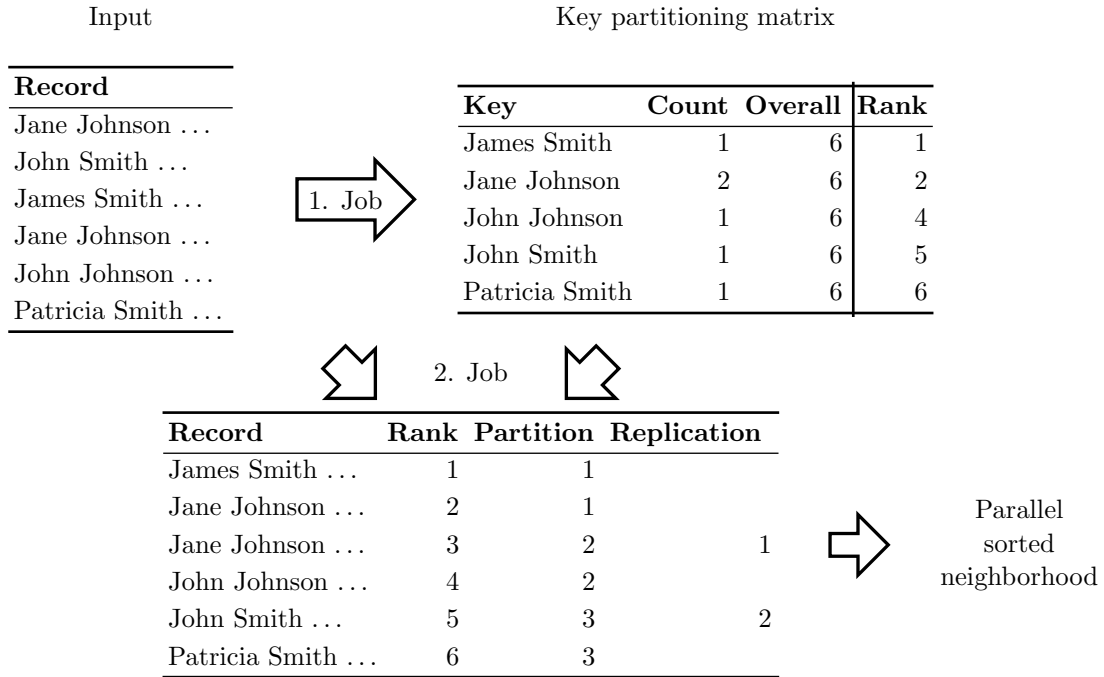 Input
Key partitioning matrix
Record
Jane Johnson ...
John Smith ...
James Smith ...
Jane Johnson ...
John Johnson ...
Patricia Smith ...
1. Job
Key Count Overall Rank
James Smith 1 6 1
Jane Johnson 2 6 2
John Johnson 1 6 4
John Smith 1 6 5
Patricia Smith 1 6 6
2. Job
Record Rank Partition Replication
James Smith ... 1 1
Jane Johnson ... 2 1
Jane Johnson ... 3 2 1
John Johnson ... 4 2
John Smith ... 5 3 2
Patricia Smith ... 6 3
Parallel
sorted
neighborhood